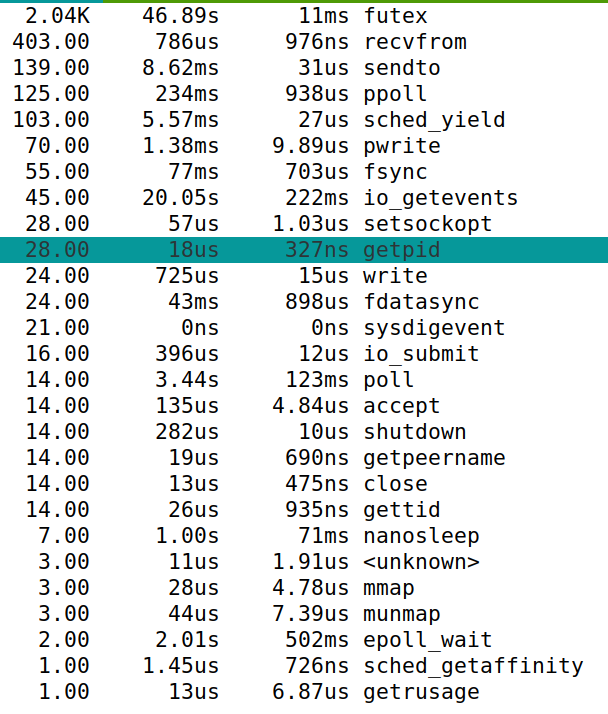 2.04K 46.89s 11ms futex
403.00 786us 976ns recvfrom
139.00 8.62ms 31us sendto
125.00 234ms 938us ppoll
103.00 5.57ms 27us sched_yield
70.00 1.38ms 9.89us pwrite
55.00 77ms 703us fsync
45.00 20.05s 222ms io_getevents
28.00 57us 1.03us setsockopt
28.00 18us 327ns getpid
24.00 725us 15us write
24.00 43ms 898us fdatasync
21.00 0ns 0ns sysdigevent
16.00 396us 12us io_submit
14.00 3.44s 123ms poll
14.00 135us 4.84us accept
14.00 282us 10us shutdown
14.00 19us 690ns getpeername
14.00 13us 475ns close
14.00 26us 935ns gettid
7.00 1.00s 71ms nanosleep
3.00 11us 1.91us <unknown>
3.00 28us 4.78us mmap
3.00 44us 7.39us munmap
2.00 2.01s 502ms epoll_wait
1.00 1.45us 726ns sched_getaffinity
1.00 13us 6.87us getrusage